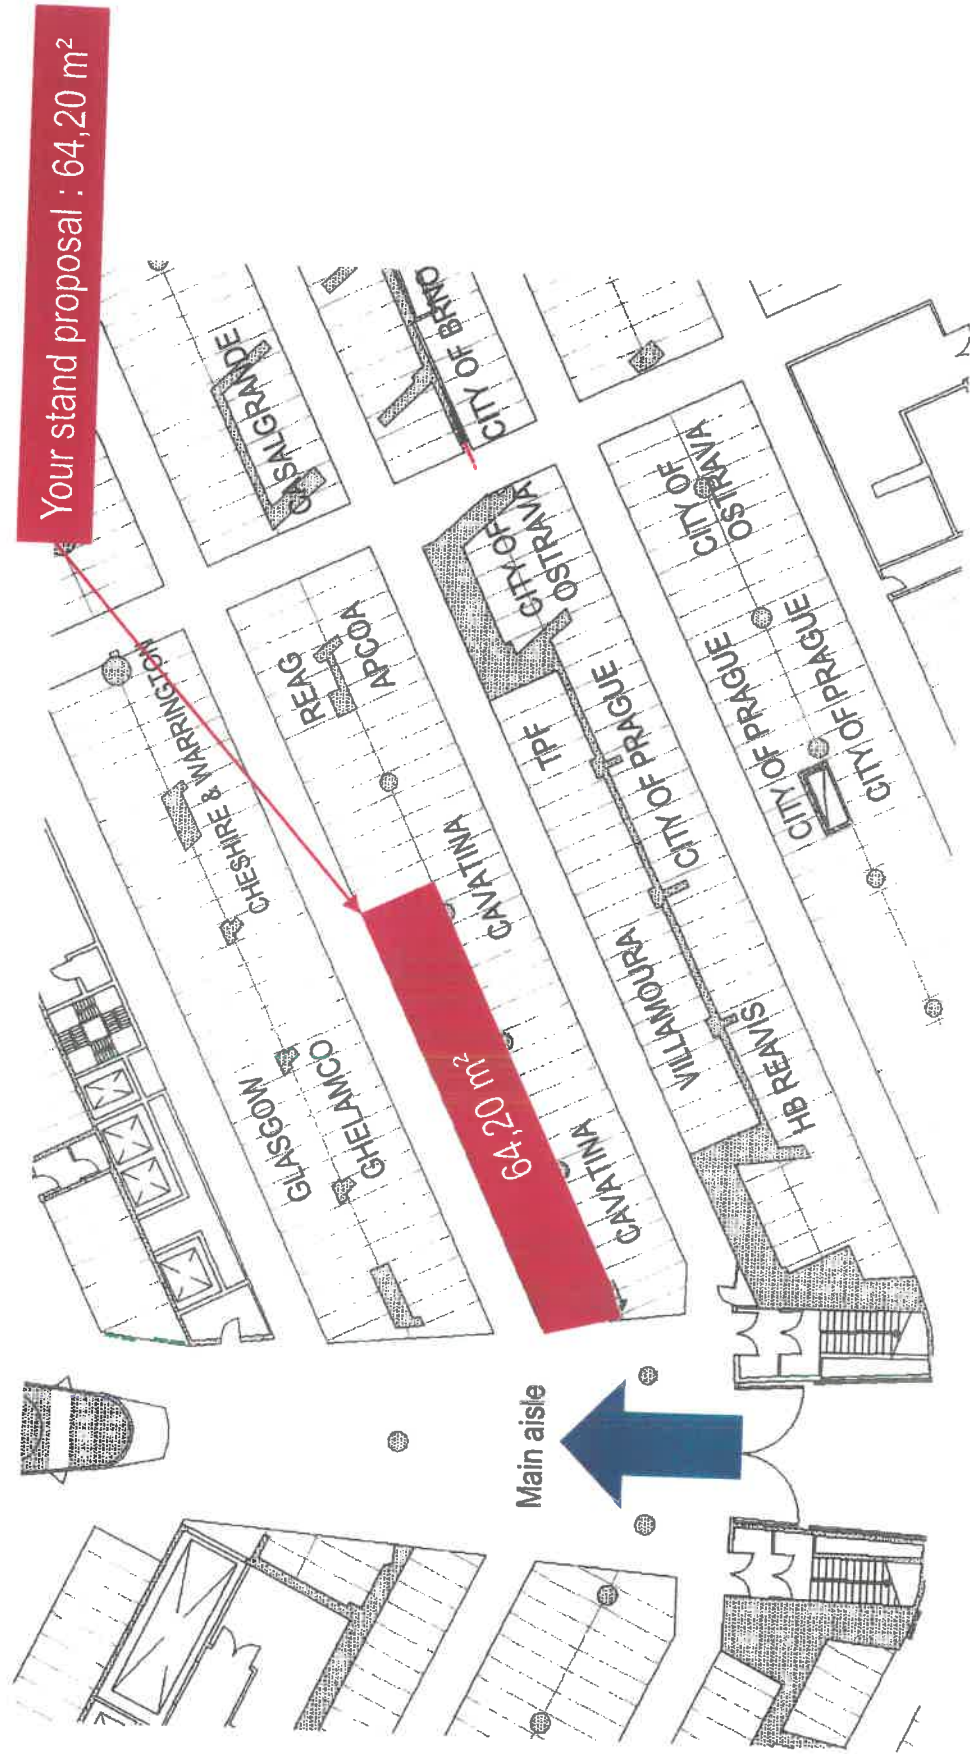 Your stand proposal : 64,20 m²
CASALGRANDE
CITY OF BRNO
CHESHIRE & WARRINGTON
REAG
APCOA
CITY OF
OSTRAVA
CITY OF
OSTRAVA
GLASGOW
GHELAMCO
64,20 m²
CAVATINA
CAVATINA
TPF
CITY OF PRAGUE
CITY OF PRAGUE
VILLAMOURA
HB REAVIS
CITY OF PRAGUE
CITY OF PRAGUE
Main aisle